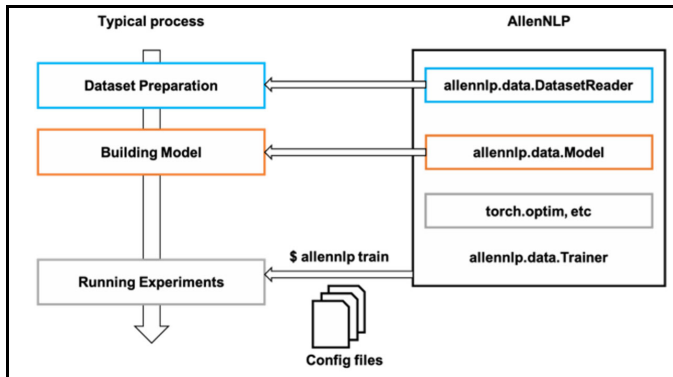 Typical process
AllenNLP
Dataset Preparation
allennlp.data.DatasetReader
Building Model
allennlp.data.Model
torch.optim, etc
$ allennlp train
allennlp.data.Trainer
Running Experiments
Config files